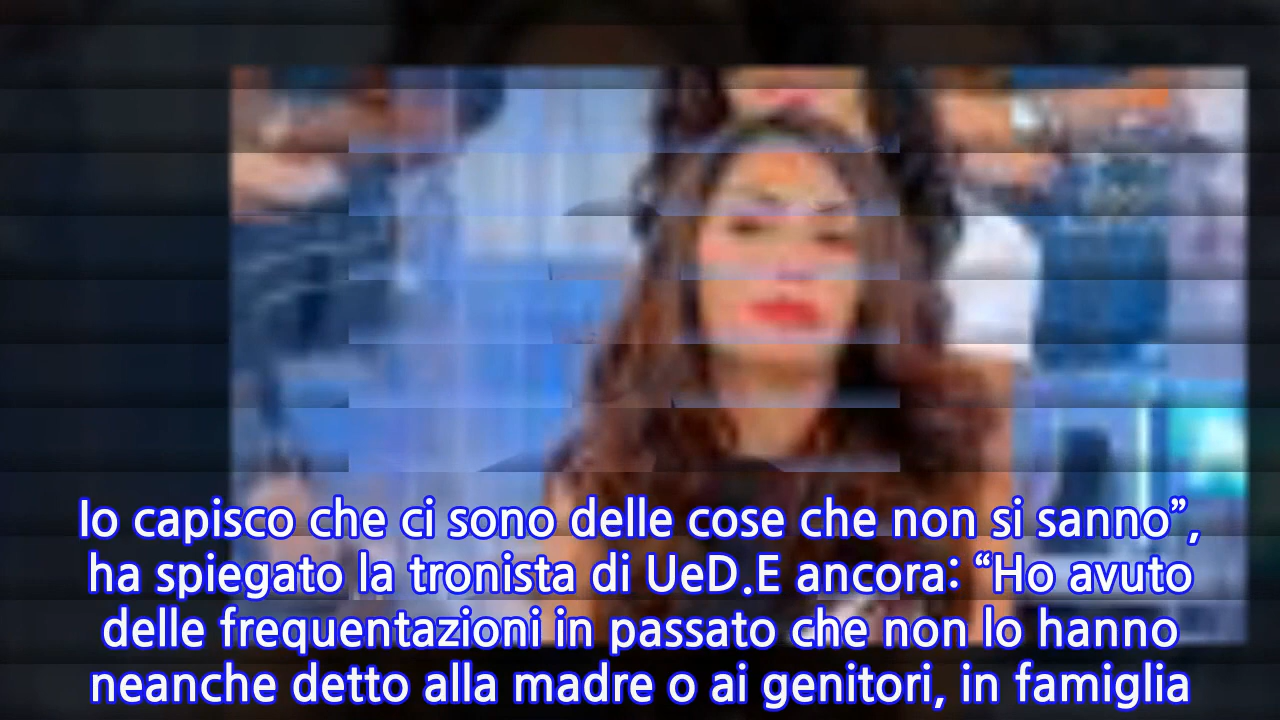 Io capisco che ci sono delle cose che non si sanno”,
ha spiegato la tronista di UeD.E ancora: “Ho avuto
delle frequentazioni in passato che non lo hanno
neanche detto alla madre o ai genitori, in famiglia